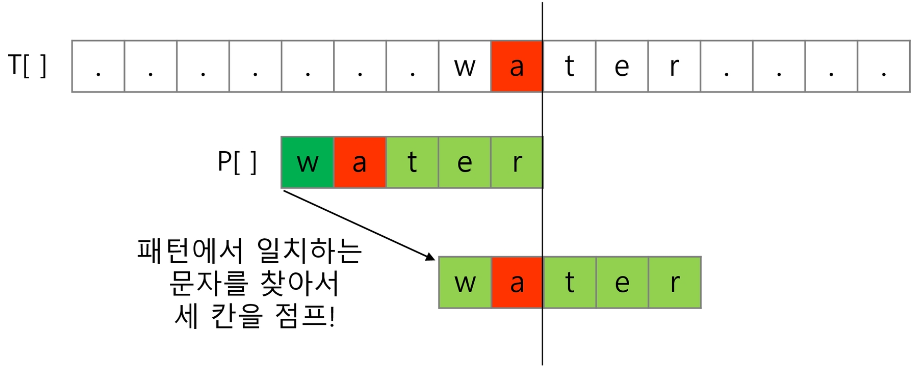 T[ ] . . . . . . . w a t e r . . . .
P[ ] w a t e r
패턴에서 일치하는
문자를 찾아서
세 칸을 점프!
w a t e r